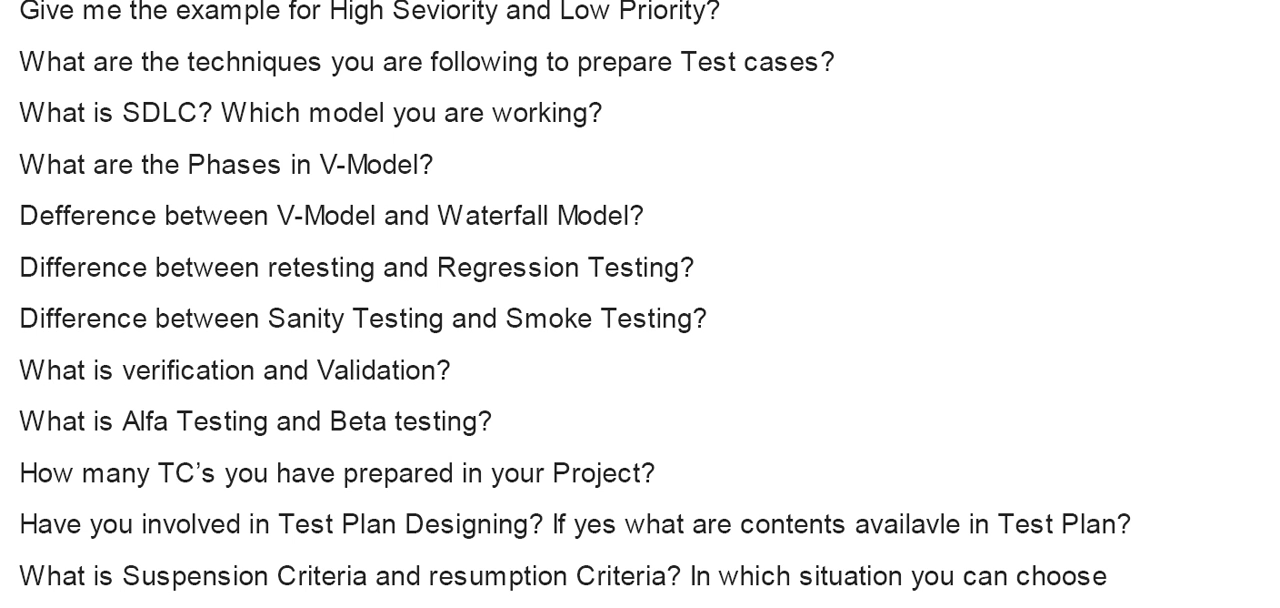 Give me the example for High Seviority and Low Priority?
What are the techniques you are following to prepare Test cases?
What is SDLC? Which model you are working?
What are the Phases in V-Model?
Defference between V-Model and Waterfall Model?
Difference between retesting and Regression Testing?
Difference between Sanity Testing and Smoke Testing?
What is verification and Validation?
What is Alfa Testing and Beta testing?
How many TC’s you have prepared in your Project?
Have you involved in Test Plan Designing? If yes what are contents availavle in Test Plan?
What is Suspension Criteria and resumption Criteria? In which situation you can choose